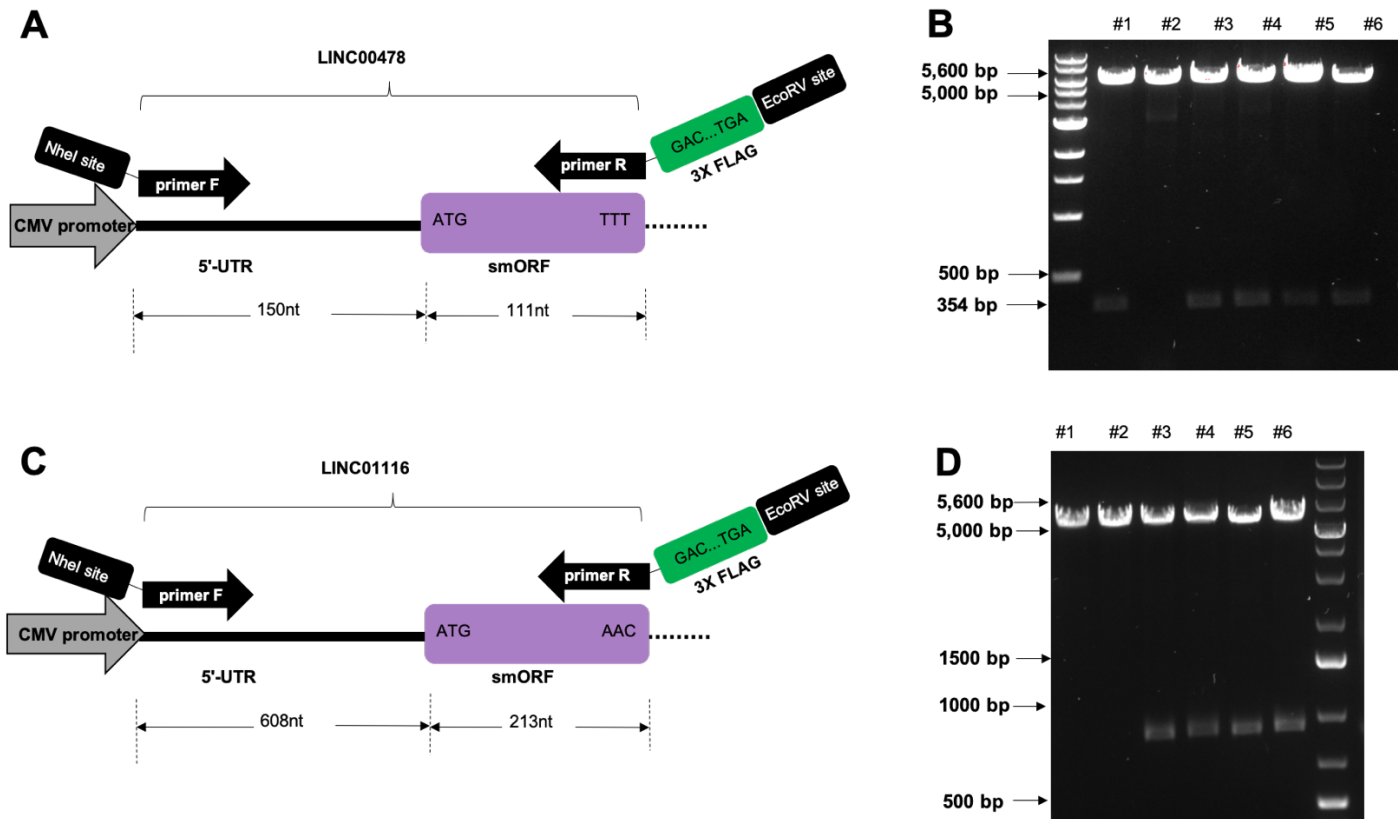 A
LINC00478
NheI site
primer F
primer R
GAC...TGA
EcoRV site
3X FLAG
CMV promoter
ATG
TTT
5'-UTR
smORF
150nt
111nt
B
#1 #2 #3 #4 #5 #6
5,600 bp
5,000 bp
500 bp
354 bp
C
LINC01116
NheI site
primer F
primer R
GAC...TGA
EcoRV site
3X FLAG
CMV promoter
ATG
AAC
5'-UTR
smORF
608nt
213nt
D
#1 #2 #3 #4 #5 #6
5,600 bp
5,000 bp
1500 bp
1000 bp
500 bp